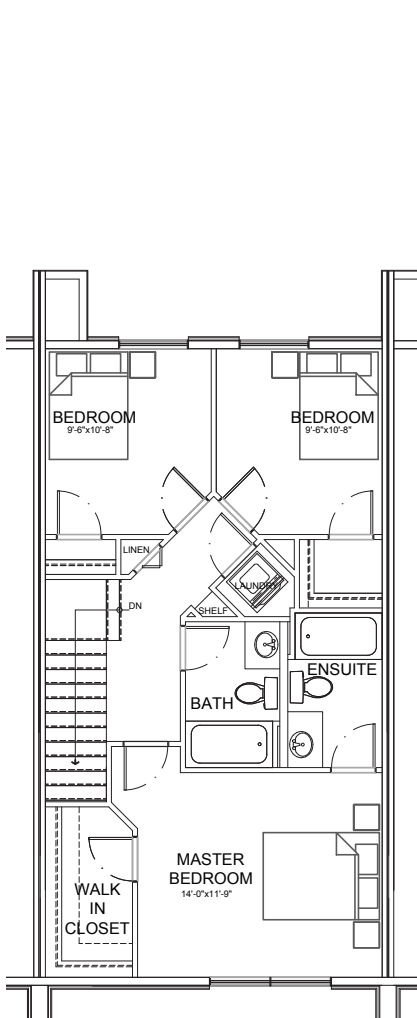 BEDROOM
9'-6"x10'-8"
BEDROOM
9'-6"x10'-8"
LINEN
LAUNDRY
DN
SHELF
ENSUITE
BATH
MASTER
BEDROOM
14'-0"x11'-9"
WALK
IN
CLOSET